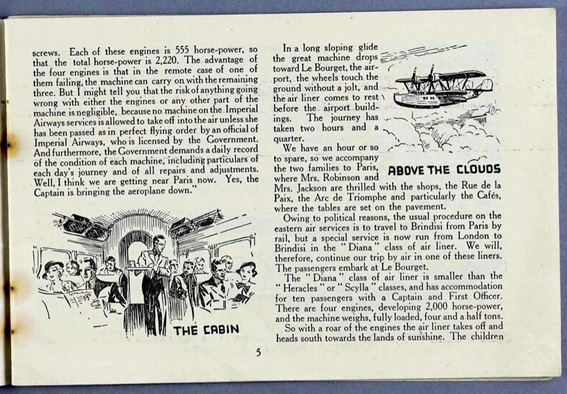 screws. Each of these engines is 555 horse-power, so
that the total horse-power is 2,220. The advantage of
the four engines is that in the remote case of one of
them failing, the machine can carry on with the remaining
three. But I might tell you that the risk of anything going
wrong with either the engines or any other part of the
machine is negligible, because no machine on the Imperial
Airways services is allowed to take off into the air unless she
has been passed as in perfect flying order by an official of
Imperial Airways, who is licensed by the Government.
And furthermore, the Government demands a daily record
of the condition of each machine, including particulars of
each day's journey and of all repairs and adjustments.
Well, I think we are getting near Paris now. Yes, the
Captain is bringing the aeroplane down."
THE CABIN
In a long sloping glide
the great machine drops
toward Le Bourget, the air-
port, the wheels touch the
ground without a jolt, and
the air liner comes to rest
before the airport build-
ings. The journey has
taken two hours and a
quarter.
We have an hour or so
to spare, so we accompany
the two families to Paris,
where Mrs. Robinson and
Mrs. Jackson are thrilled with the shops, the Rue de la
Paix, the Arc de Triomphe and particularly the Cafés,
where the tables are set on the pavement.
ABOVE THE CLOUDS
Owing to political reasons, the usual procedure on the
eastern air services is to travel to Brindisi from Paris by
rail, but a special service is now run from London to
Brindisi in the "Diana" class of air liner. We will,
therefore, continue our trip by air in one of these liners.
The passengers embark at Le Bourget.
The "Diana" class of air liner is smaller than the
"Heracles" or "Scylla" classes, and has accommodation
for ten passengers with a Captain and First Officer.
There are four engines, developing 2,000 horse-power,
and the machine weighs, fully loaded, four and a half tons.
So with a roar of the engines the air liner takes off and
heads south towards the lands of sunshine. The children
5